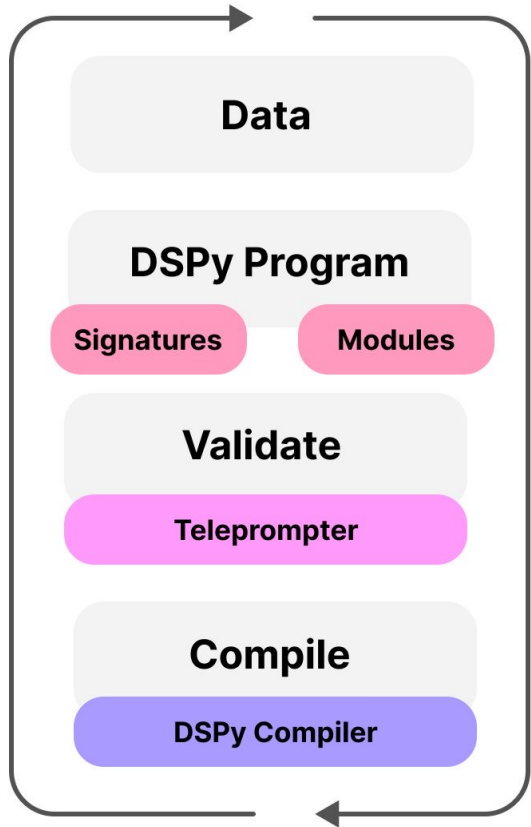 Data
DSPy Program
Signatures
Modules
Validate
Teleprompter
Compile
DSPy Compiler